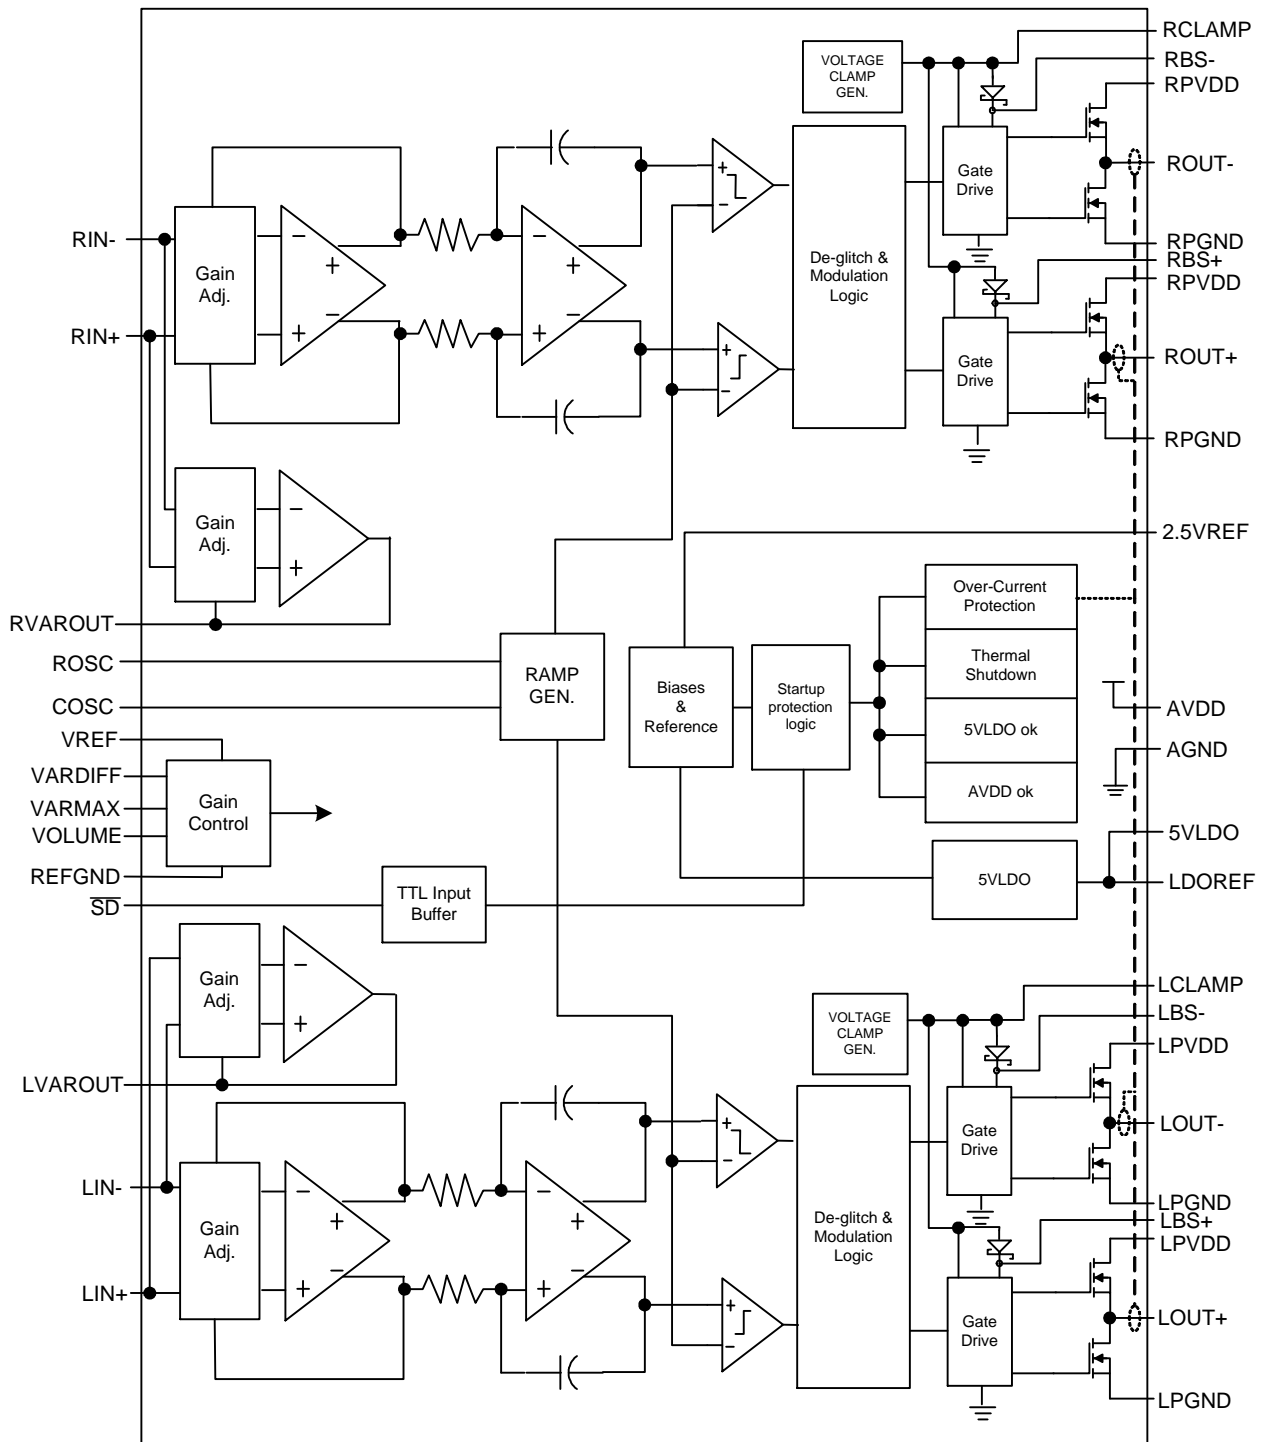 RCLAMP
RBS-
VOLTAGE
CLAMP
GEN.
RPVDD
Gate
Drive
ROUT-
RIN-
Gain
Adj.
De-glitch &
Modulation
Logic
RPGND
RBS+
RPVDD
RIN+
Gate
Drive
ROUT+
RPGND
Gain
Adj.
2.5VREF
Over-Current
Protection
RVAROUT
ROSC
RAMP
GEN.
Biases
&
Reference
Startup
protection
logic
Thermal
Shutdown
COSC
AVDD
VREF
5VLDO ok
AGND
VARDIFF
Gain
Control
AVDD ok
VARMAX
VOLUME
5VLDO
REFGND
TTL Input
Buffer
5VLDO
LDOREF
SD
Gain
Adj.
LCLAMP
VOLTAGE
CLAMP
GEN.
LBS-
LPVDD
LVAROUT
Gate
Drive
LOUT-
LIN-
Gain
Adj.
De-glitch &
Modulation
Logic
LPGND
LBS+
LPVDD
LIN+
Gate
Drive
LOUT+
LPGND